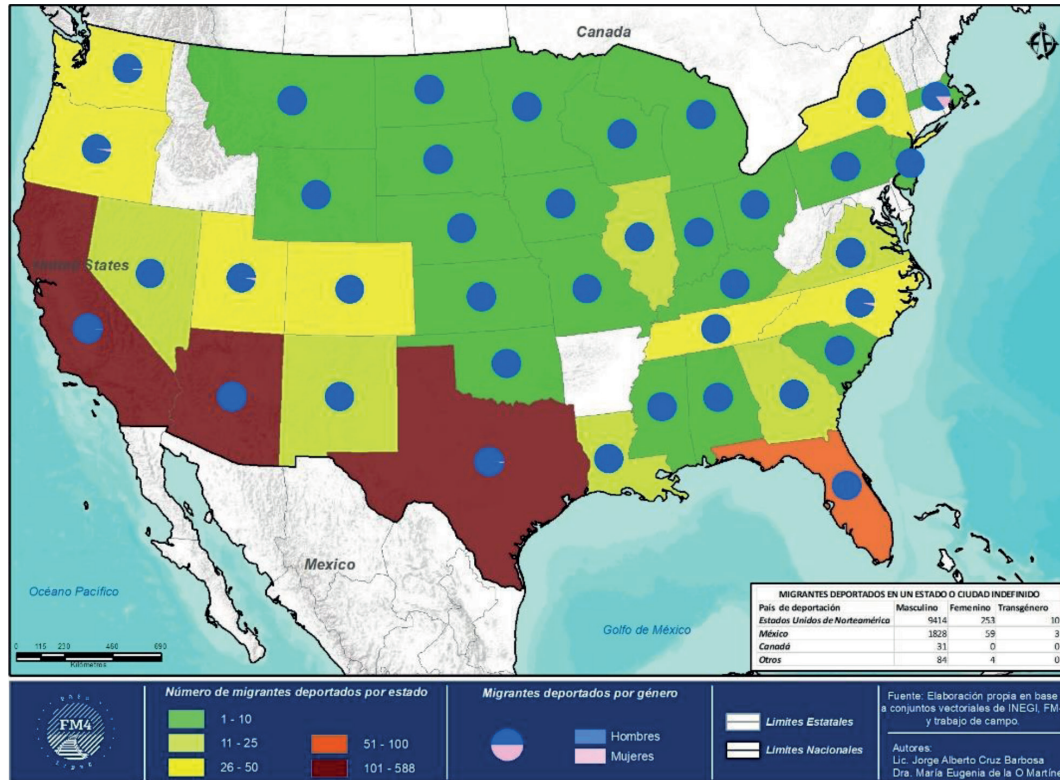 Canada
United States
Mexico
Océano Pacífico
Golfo de México
0 115 230 460 690
Kilómetros
MIGRANTES DEPORTADOS EN UN ESTADO O CIUDAD INDEFINIDO
País de deportación Masculino Femenino Transgénero
Estados Unidos de Norteamérica 9414 253 10
México 1828 59 3
Canadá 31 0 0
Otros 84 4 0
FM4
Número de migrantes deportados por estado
1 - 10
11 - 25
26 - 50
51 - 100
101 - 588
Migrantes deportados por género
Hombres
Mujeres
Limites Estatales
Limites Nacionales
Fuente: Elaboración propia en base
a conjuntos vectoriales de INEGI, FM4
y trabajo de campo.
Autores:
Lic. Jorge Alberto Cruz Barbosa
Dra. María Eugenia de la O Martíne